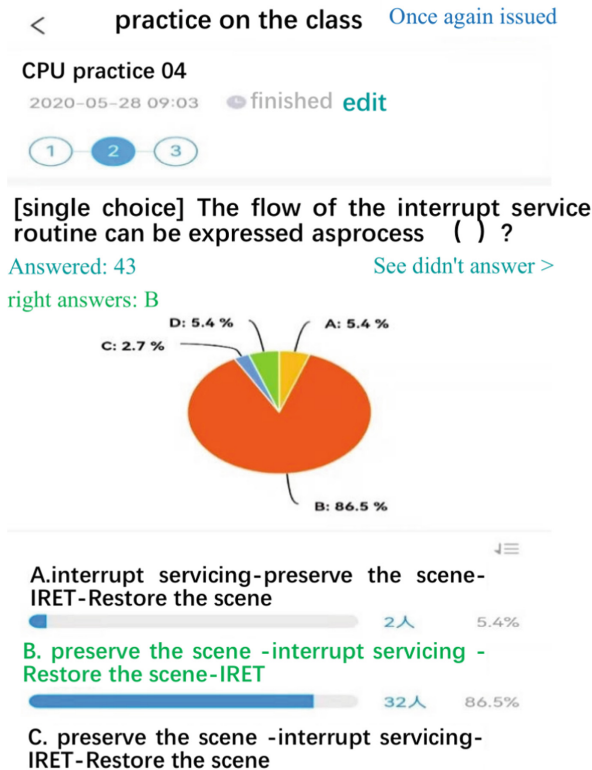 <
practice on the class
Once again issued
CPU practice 04
2020-05-28 09:03
finished
edit
1
2
3
[single choice] The flow of the interrupt service
routine can be expressed asprocess ( ) ?
Answered: 43
See didn't answer >
right answers: B
D: 5.4 %
A: 5.4 %
C: 2.7 %
B: 86.5 %
A.interrupt servicing-preserve the scene-
IRET-Restore the scene
2人
5.4%
B. preserve the scene -interrupt servicing -
Restore the scene-IRET
32人
86.5%
C. preserve the scene -interrupt servicing-
IRET-Restore the scene